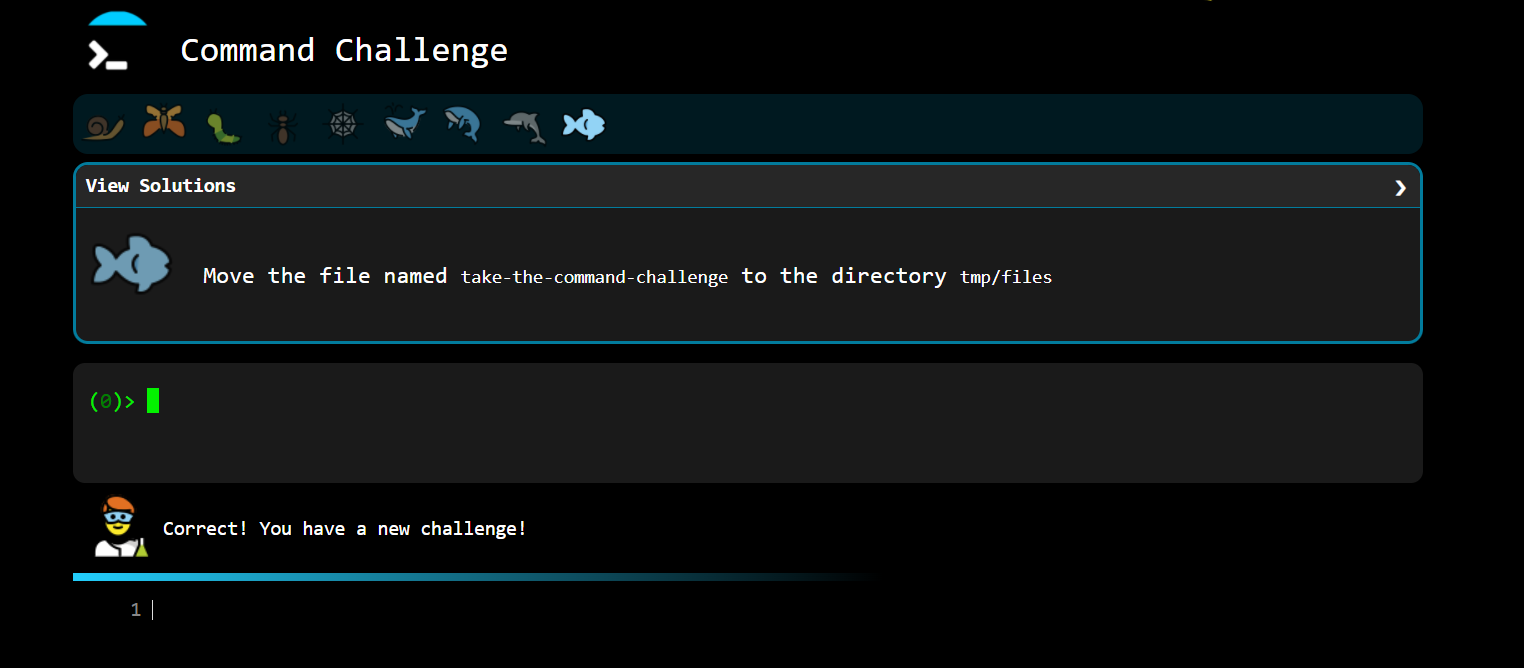 Command Challenge
View Solutions
Move the file named take-the-command-challenge to the directory tmp/files
(0)>
Correct! You have a new challenge!
1